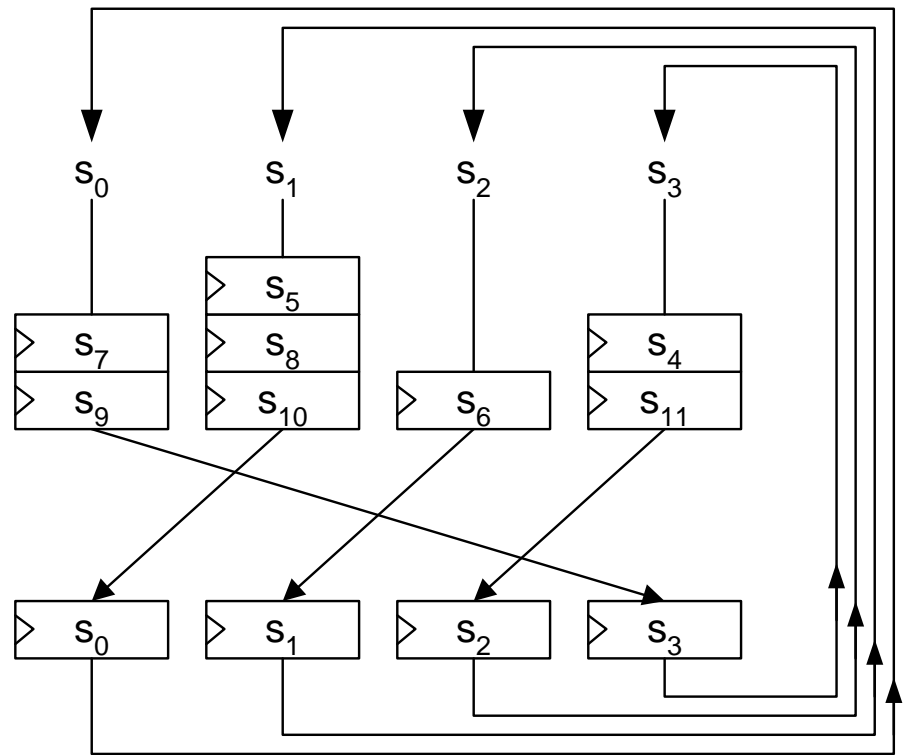 s₀ s₁ s₂ s₃
s₅
s₇ s₈ s₄
s₉ s₁₀ s₆ s₁₁
s₀ s₁ s₂ s₃